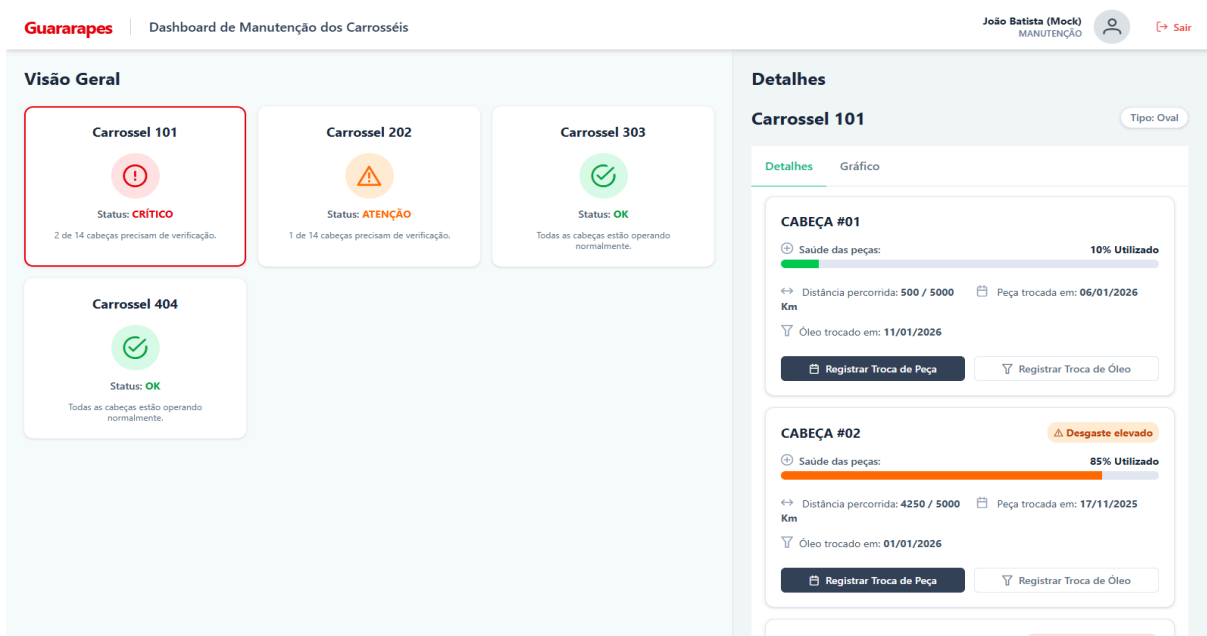 Guararapes
Dashboard de Manutenção dos Carrosséis
João Batista (Mock)
MANUTENÇÃO
Sair
Visão Geral
Carrossel 101
Status: CRÍTICO
2 de 14 cabeças precisam de verificação.
Carrossel 202
Status: ATENÇÃO
1 de 14 cabeças precisam de verificação.
Carrossel 303
Status: OK
Todas as cabeças estão operando
normalmente.
Carrossel 404
Status: OK
Todas as cabeças estão operando
normalmente.
Detalhes
Carrossel 101
Tipo: Oval
Detalhes
Gráfico
CABEÇA #01
Saúde das peças:
10% Utilizado
Distância percorrida: 500 / 5000
Km
Peça trocada em: 06/01/2026
Óleo trocado em: 11/01/2026
Registrar Troca de Peça
Registrar Troca de Óleo
CABEÇA #02
Desgaste elevado
Saúde das peças:
85% Utilizado
Distância percorrida: 4250 / 5000
Km
Peça trocada em: 17/11/2025
Óleo trocado em: 01/01/2026
Registrar Troca de Peça
Registrar Troca de Óleo